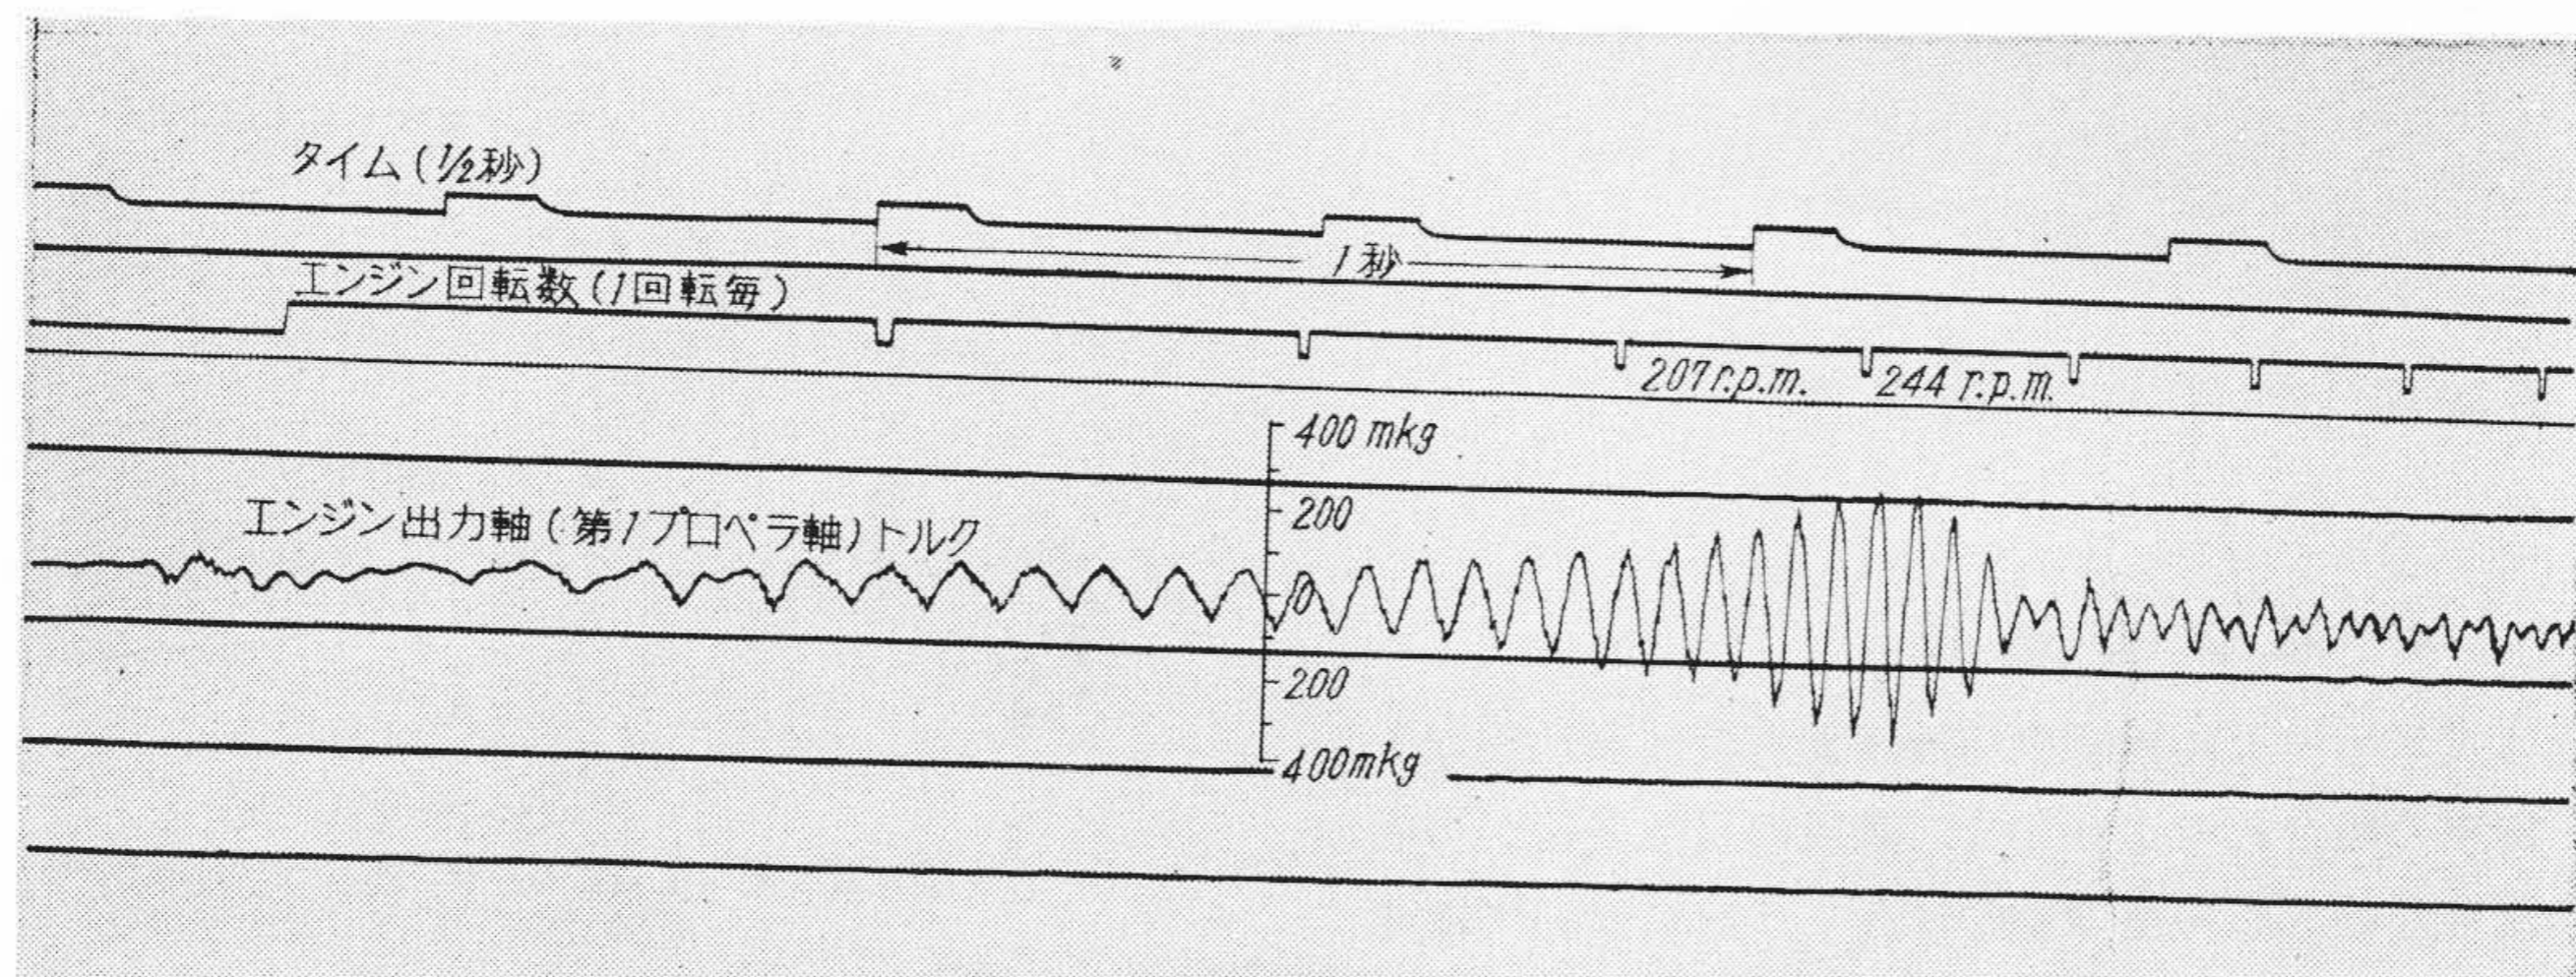 タイム(1/2秒)
1秒
エンジン回転数(1回転毎)
207r.p.m. 244 r.p.m.
400 mkg
200
エンジン出力軸(第1プロペラ軸)トルク
0
200
400mkg